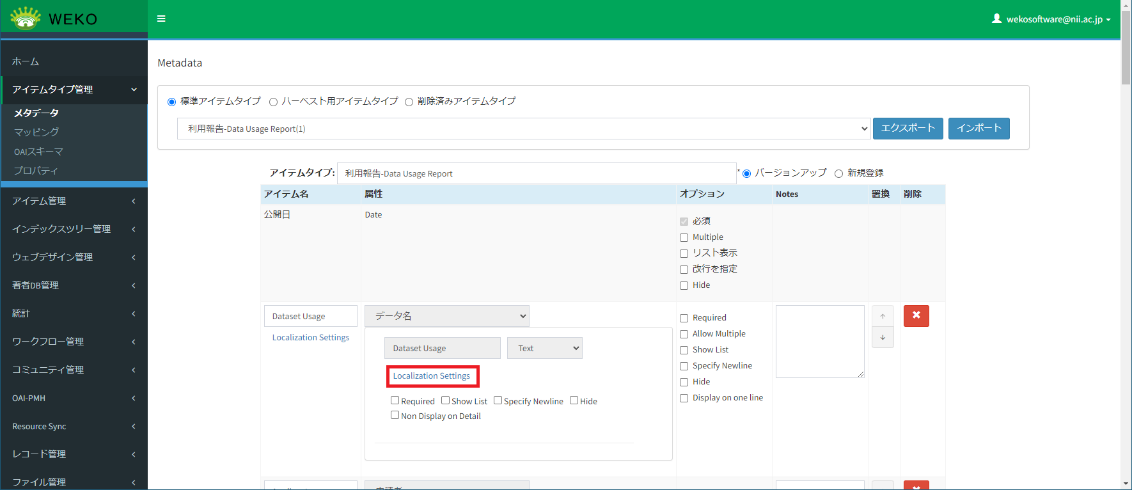 WEKO
wekosoftware@nii.ac.jp
ホーム
アイテムタイプ管理
メタデータ
マッピング
OAIスキーマ
プロパティ
アイテム管理
インデックスツリー管理
ウェブデザイン管理
著者DB管理
統計
ワークフロー管理
コミュニティ管理
OAI-PMH
Resource Sync
レコード管理
ファイル管理
Metadata
標準アイテムタイプ ハーベスト用アイテムタイプ 削除済みアイテムタイプ
利用報告-Data Usage Report(1) エクスポート インポート
アイテムタイプ: 利用報告-Data Usage Report * バージョンアップ 新規登録
アイテム名 属性 オプション Notes 置換 削除
公開日 Date
必須
Multiple
リスト表示
改行を指定
Hide
Dataset Usage データ名
Localization Settings
Dataset Usage Text
Localization Settings
Required Show List Specify Newline Hide
Non Display on Detail
Required
Allow Multiple
Show List
Specify Newline
Hide
Display on one line